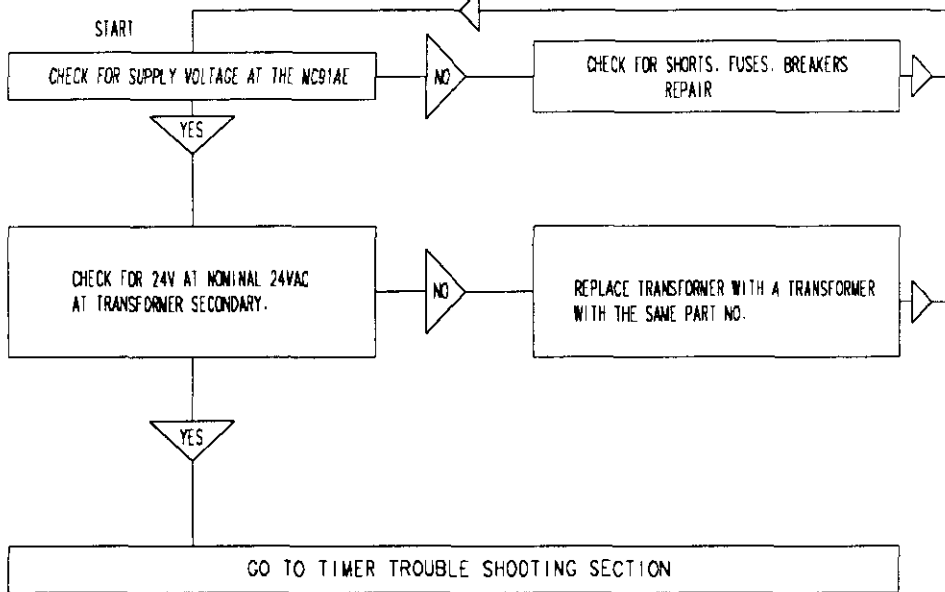 START
CHECK FOR SUPPLY VOLTAGE AT THE MC91AE
NO
CHECK FOR SHORTS. FUSES. BREAKERS
REPAIR
YES
CHECK FOR 24V AT NOMINAL 24VAC
AT TRANSFORMER SECONDARY.
NO
REPLACE TRANSFORMER WITH A TRANSFORMER
WITH THE SAME PART NO.
YES
GO TO TIMER TROUBLE SHOOTING SECTION